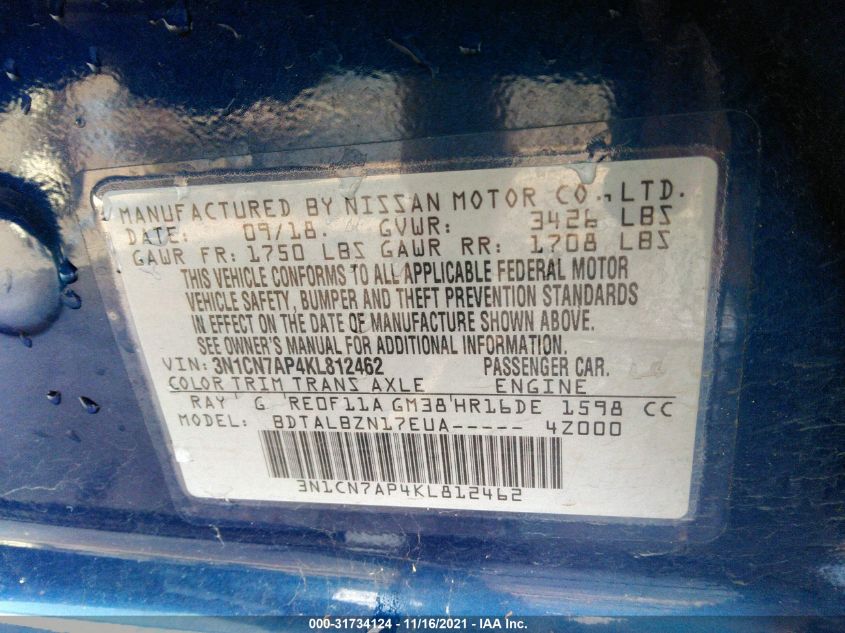 MANUFACTURED BY NISSAN MOTOR CO., LTD.
DATE: 09/18 GVWR: 3426 LBS
GAWR FR: 1750 LBS GAWR RR: 1708 LBS
THIS VEHICLE CONFORMS TO ALL APPLICABLE FEDERAL MOTOR
VEHICLE SAFETY, BUMPER AND THEFT PREVENTION STANDARDS
IN EFFECT ON THE DATE OF MANUFACTURE SHOWN ABOVE.
SEE OWNER'S MANUAL FOR ADDITIONAL INFORMATION.
VIN: 3N1CN7AP4KL812462 PASSENGER CAR.
COLOR TRIM TRANS AXLE ENGINE
RAY G RE0F11A GM38 HR16DE 1598 CC
MODEL: BDTALBZN17EUA----- 4Z000
3N1CN7AP4KL812462
000-31734124 - 11/16/2021 - IAA Inc.